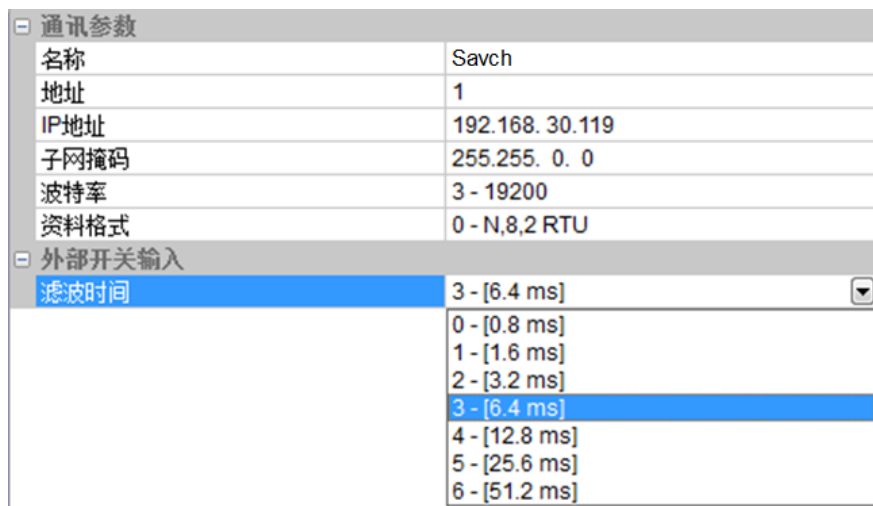 通讯参数
名称 Savch
地址 1
IP地址 192.168. 30.119
子网掩码 255.255. 0. 0
波特率 3 - 19200
资料格式 0 - N,8,2 RTU
外部开关输入
滤波时间 3 - [6.4 ms]
0 - [0.8 ms]
1 - [1.6 ms]
2 - [3.2 ms]
3 - [6.4 ms]
4 - [12.8 ms]
5 - [25.6 ms]
6 - [51.2 ms]